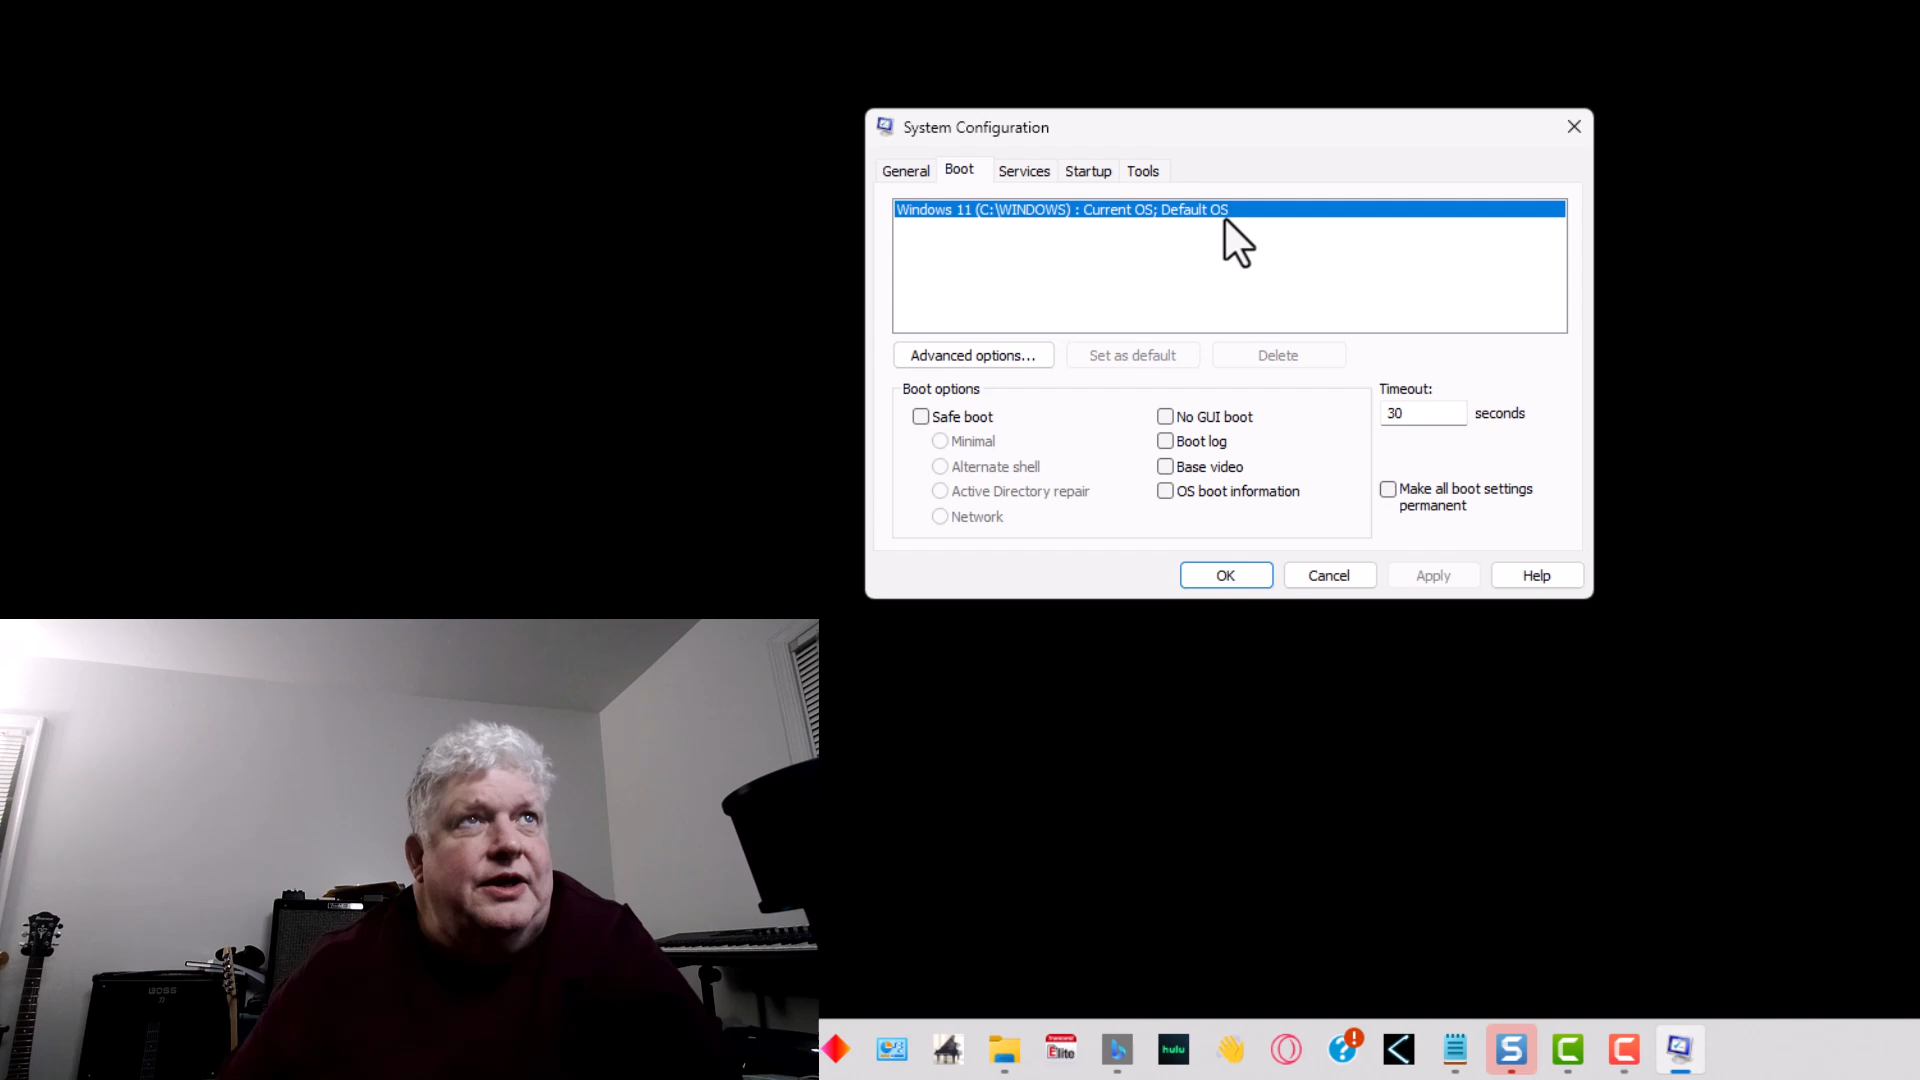 System Configuration
General Boot Services Startup Tools
Windows 11 (C:\WINDOWS) : Current OS; Default OS
Advanced options... Set as default Delete
Boot options
Timeout:
Safe boot No GUI boot
30 seconds
Minimal Boot log
Alternate shell Base video
Active Directory repair OS boot information
Make all boot settings
permanent
Network
OK Cancel Apply Help
BOSS
Elite
hulu